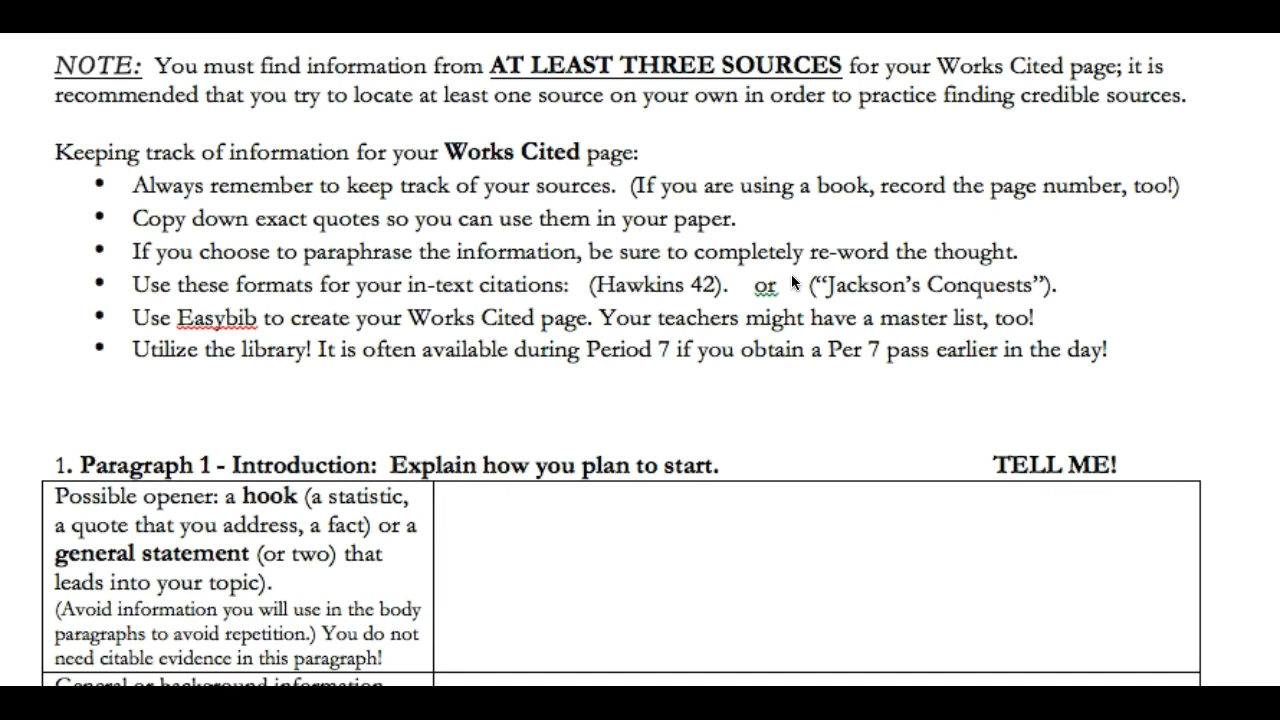 NOTE: You must find information from AT LEAST THREE SOURCES for your Works Cited page; it is
recommended that you try to locate at least one source on your own in order to practice finding credible sources.
Keeping track of information for your Works Cited page:
• Always remember to keep track of your sources. (If you are using a book, record the page number, too!)
• Copy down exact quotes so you can use them in your paper.
• If you choose to paraphrase the information, be sure to completely re-word the thought.
• Use these formats for your in-text citations: (Hawkins 42). or (“Jackson’s Conquests”).
• Use Easybib to create your Works Cited page. Your teachers might have a master list, too!
• Utilize the library! It is often available during Period 7 if you obtain a Per 7 pass earlier in the day!
1. Paragraph 1 - Introduction: Explain how you plan to start. TELL ME!
Possible opener: a hook (a statistic,
a quote that you address, a fact) or a
general statement (or two) that
leads into your topic).
(Avoid information you will use in the body
paragraphs to avoid repetition.) You do not
need citable evidence in this paragraph!
General or background information